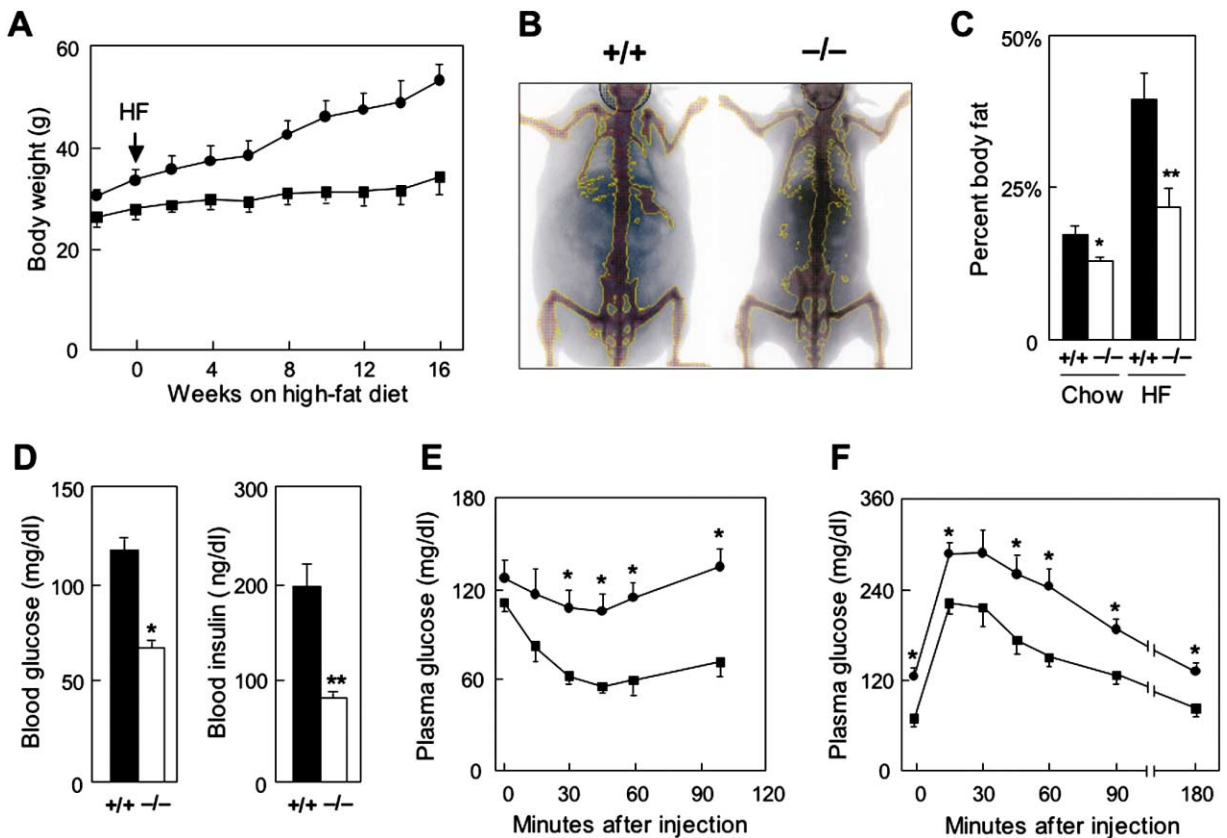 A
Body weight (g)
60
40
20
0
HF
0 4 8 12 16
Weeks on high-fat diet
B
+/+ –/–
C
Percent body fat
50%
25%
0
* **
+/+ –/– +/+ –/–
Chow HF
D
Blood glucose (mg/dl)
150
100
50
0
*
+/+ –/–
Blood insulin ( ng/dl)
300
200
100
0
**
+/+ –/–
E
Plasma glucose (mg/dl)
180
120
60
0
* * * *
0 30 60 90 120
Minutes after injection
F
Plasma glucose (mg/dl)
360
240
120
0
* * * * * *
0 30 60 90 180
Minutes after injection